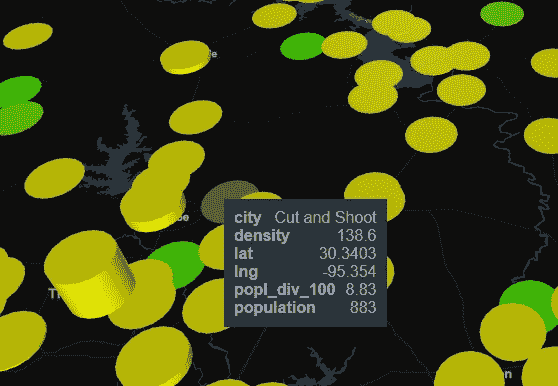 city Cut and Shoot
density 138.6
lat 30.3403
lng -95.354
popl_div_100 8.83
population 883